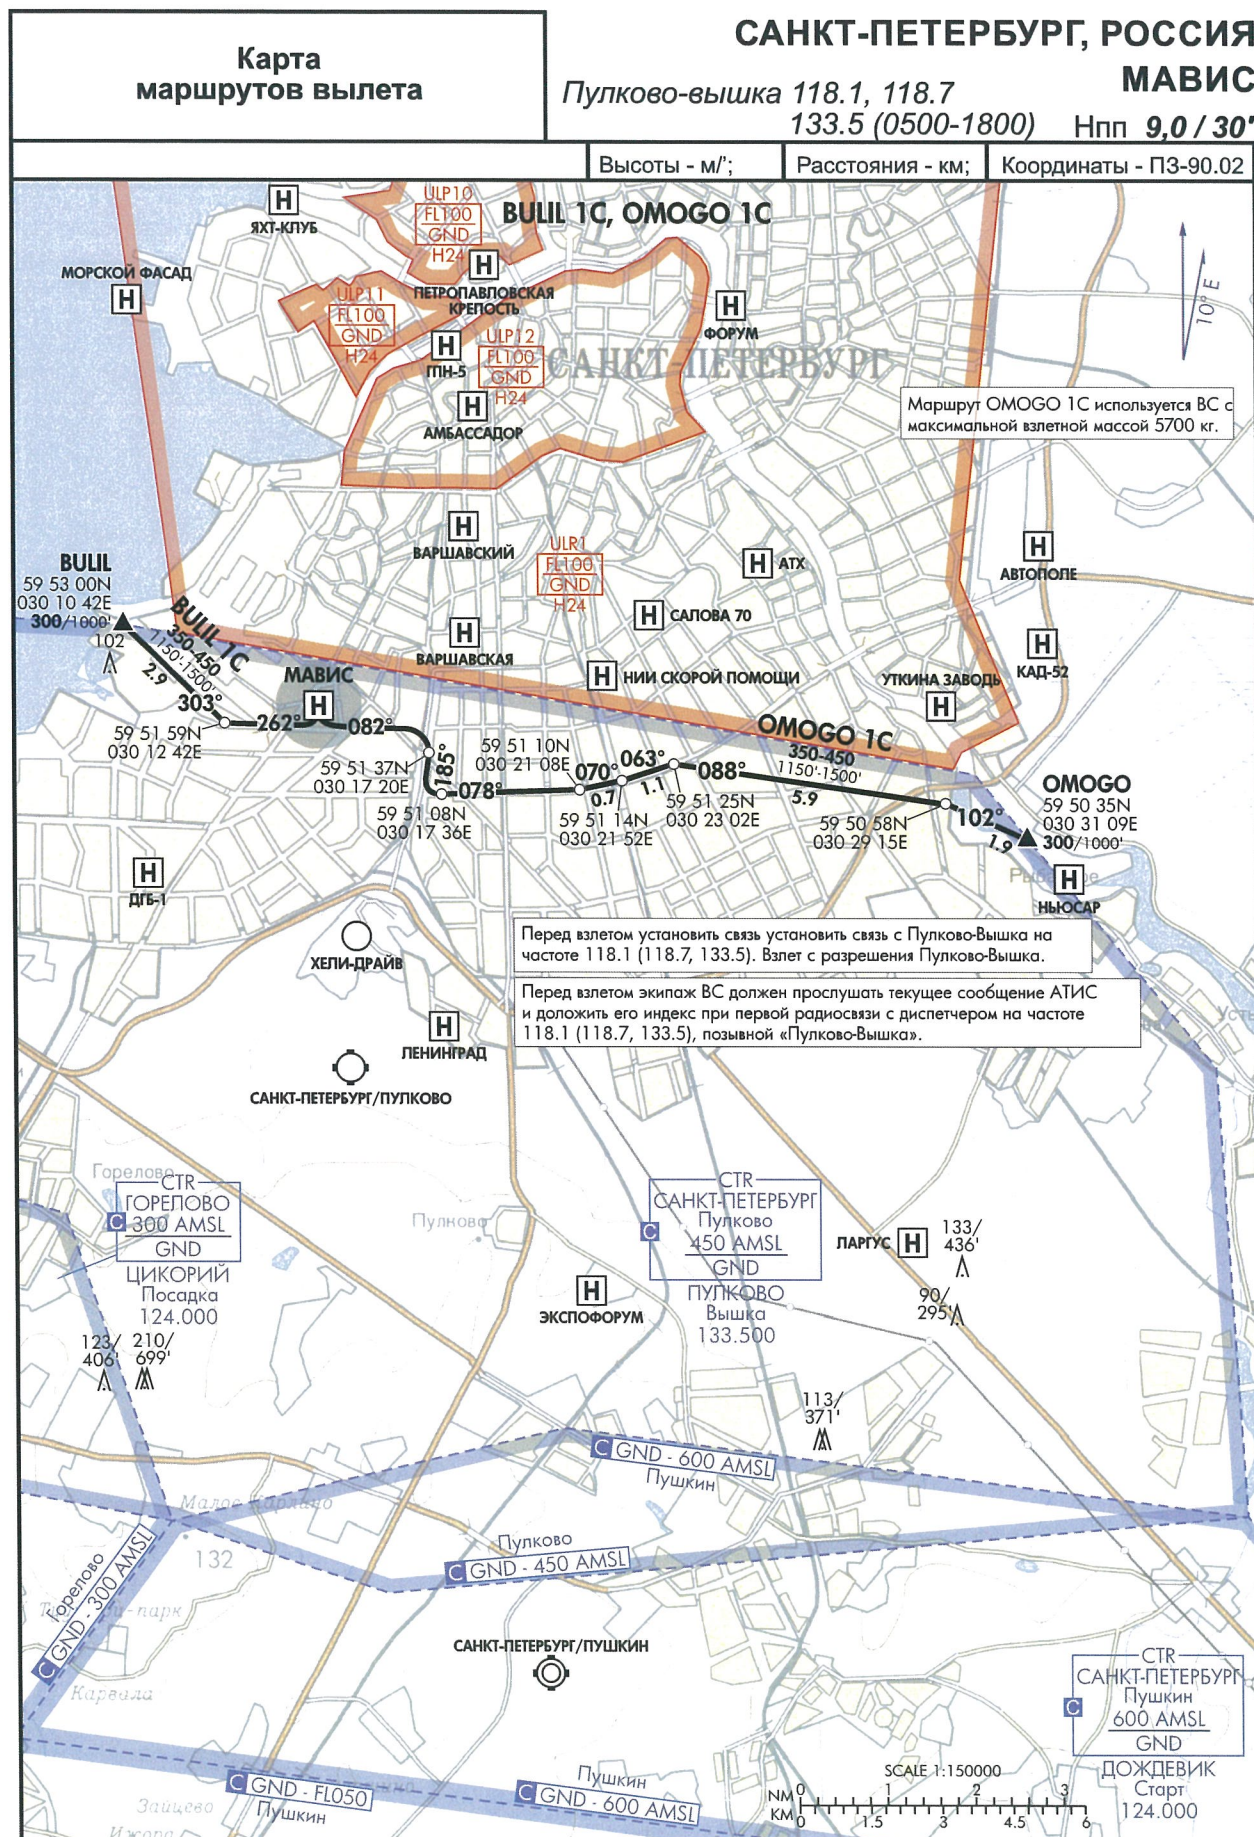 Карта
маршрутов вылета
САНКТ-ПЕТЕРБУРГ, РОССИЯ
МАВИС
Пулково-вышка 118.1, 118.7
133.5 (0500-1800)
Нпп 9,0 / 30'
Высоты - м/';
Расстояния - км;
Координаты - ПЗ-90.02
BULIL 1C, OMOGO 1C
H
ЯХТ-КЛУБ
ULP10
FL100
GND
H24
МОРСКОЙ ФАСАД
H
H
ПЕТРОПАВЛОВСКАЯ
КРЕПОСТЬ
10° E
ULP11
FL100
GND
H24
H
ФОРУМ
H
ГПН-5
ULP12
FL100
GND
H24
САНКТ-ПЕТЕРБУРГ
H
АМБАССАДОР
Маршрут OMOGO 1C используется ВС с
максимальной взлетной массой 5700 кг.
H
ВАРШАВСКИЙ
ULR1
FL100
GND
H24
H АТХ
H
АВТОПОЛЕ
BULIL
59 53 00N
030 10 42E
300/1000'
102
BULIL 1C
350-450
1150'-1500'
2.9
303°
H САЛОВА 70
H
ВАРШАВСКАЯ
H
КАД-52
H НИИ СКОРОЙ ПОМОЩИ
УТКИНА ЗАВОДЬ
H
МАВИС
H
262°
082°
59 51 59N
030 12 42E
OMOGO 1C
350-450
1150'-1500'
59 51 37N
030 17 20E
185°
59 51 10N
030 21 08E
078°
070°
063°
088°
0.7
1.1
5.9
59 51 08N
030 17 36E
59 51 14N
030 21 52E
59 51 25N
030 23 02E
59 50 58N
030 29 15E
102°
1.9
OMOGO
59 50 35N
030 31 09E
300/1000'
H
ДГБ-1
H
НЬЮСАР
ХЕЛИ-ДРАЙВ
Перед взлетом установить связь установить связь с Пулково-Вышка на
частоте 118.1 (118.7, 133.5). Взлет с разрешения Пулково-Вышка.
Перед взлетом экипаж ВС должен прослушать текущее сообщение АТИС
и доложить его индекс при первой радиосвязи с диспетчером на частоте
118.1 (118.7, 133.5), позывной «Пулково-Вышка».
H
ЛЕНИНГРАД
САНКТ-ПЕТЕРБУРГ/ПУЛКОВО
Горелово
CTR
ГОРЕЛОВО
C 300 AMSL
GND
ЦИКОРИЙ
Посадка
124.000
Пулково
CTR
САНКТ-ПЕТЕРБУРГ
Пулково
C 450 AMSL
GND
ПУЛКОВО
Вышка
133.500
ЛАРГУС H
133/
436'
90/
295'
H
ЭКСПОФОРУМ
123/
406'
210/
699'
113/
371'
C GND - 600 AMSL
Пушкин
Малое Карлино
132
Пулково
C GND - 450 AMSL
Горелово
C GND - 300 AMSL
САНКТ-ПЕТЕРБУРГ/ПУШКИН
Карвала
CTR
САНКТ-ПЕТЕРБУРГ
Пушкин
C 600 AMSL
GND
ДОЖДЕВИК
Старт
124.000
C GND - FL050
Пушкин
Пушкин
C GND - 600 AMSL
Зайцево
Ижора
SCALE 1:150000
NM 0 1 2 3
KM 0 1.5 3 4.5 6